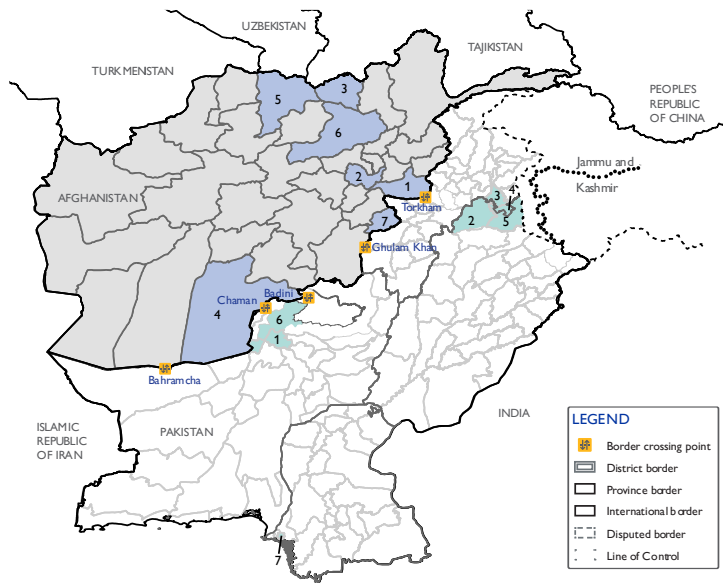 UZBEKISTAN
TAJIKISTAN
TURKMENSTAN
PEOPLE'S
REPUBLIC
OF CHINA
5
3
6
Jammu and
Kashmir
2
1
4
3
AFGHANISTAN
Torkham
7
2
5
Ghulam Khan
Badini
Chaman
4
6
1
Bahramcha
ISLAMIC
REPUBLIC
OF IRAN
PAKISTAN
INDIA
7
LEGEND
Border crossing point
District border
Province border
International border
Disputed border
Line of Control